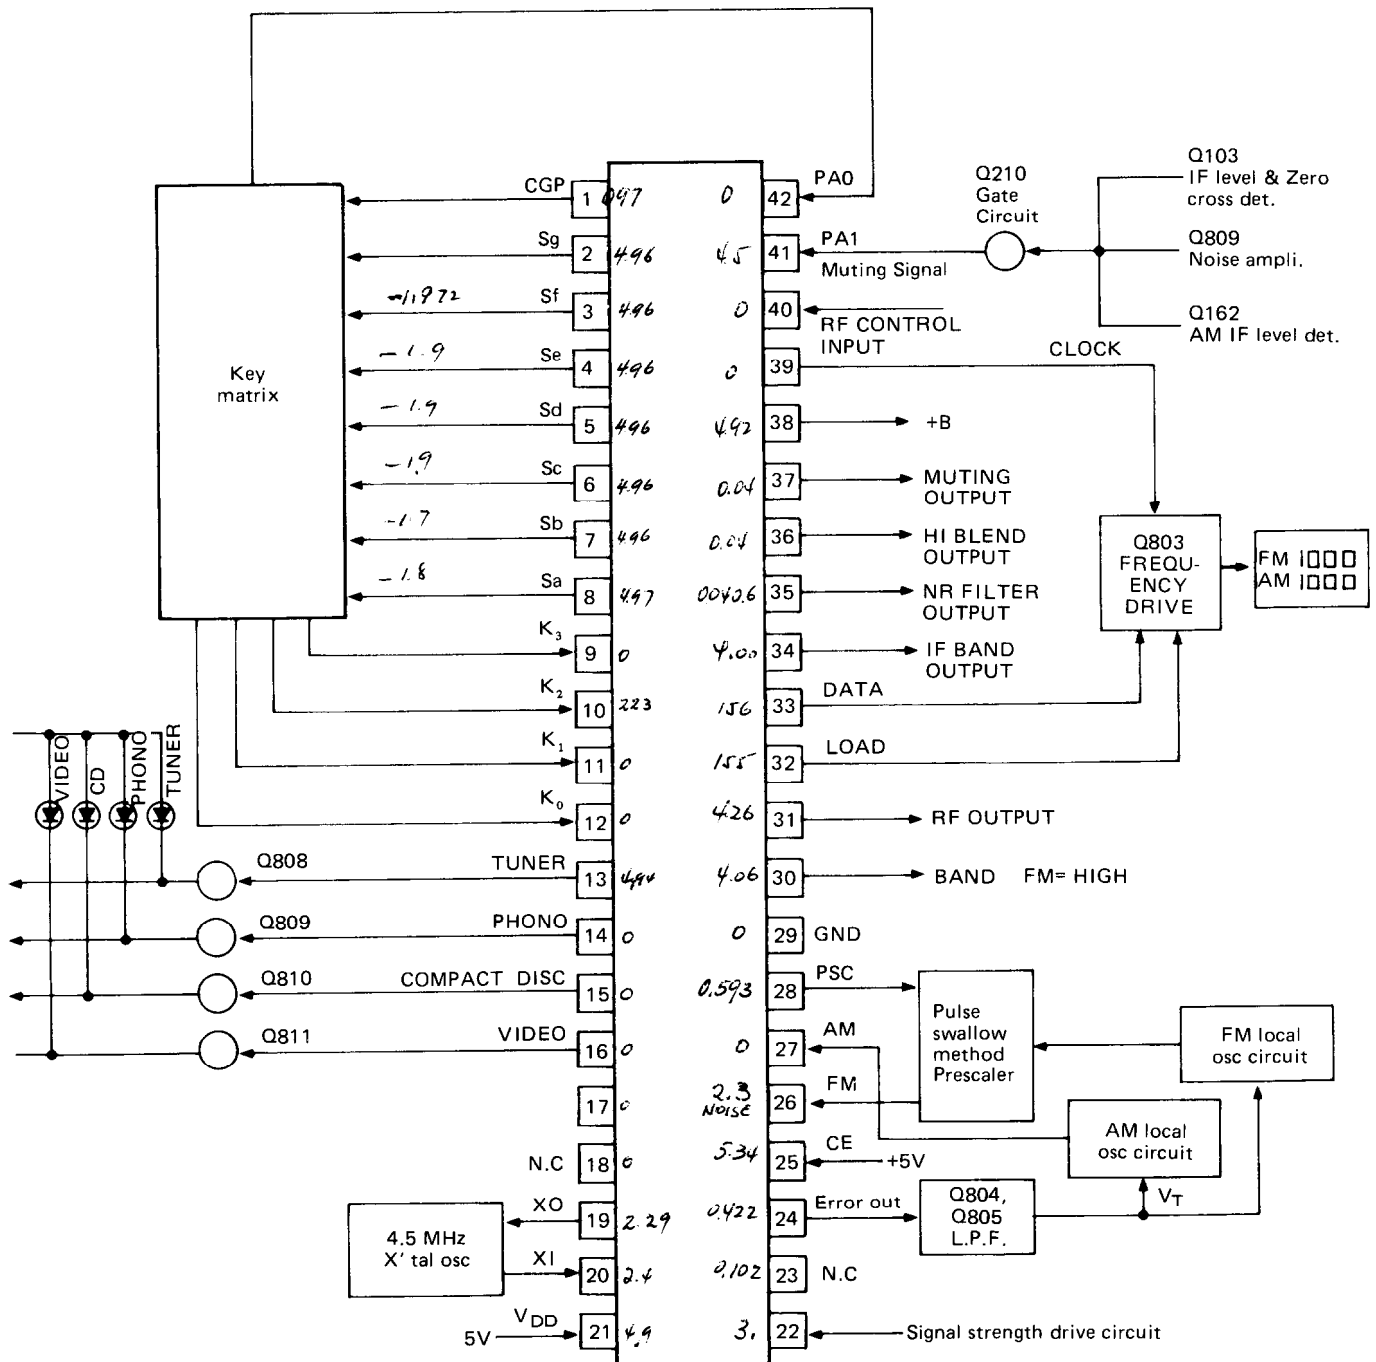 CGP 1 097 0 42 PA0
Sg 2 4.96 4.5 41 PA1
Muting Signal
Q210
Gate
Circuit
Q103
IF level & Zero
cross det.
Q809
Noise ampli.
Q162
AM IF level det.
-1.972 Sf 3 4.96 0 40 RF CONTROL
INPUT
-1.9 Se 4 4.96 0 39 CLOCK
Key
matrix
-1.9 Sd 5 496 4.92 38 +B
-1.9 Sc 6 4.96 0.04 37 MUTING
OUTPUT
-1.7 Sb 7 4.96 0.04 36 HI BLEND
OUTPUT
Q803
FREQU-
ENCY
DRIVE
FM 1▯▯▯
AM 1▯▯▯
-1.8 Sa 8 4.97 0.040.6 35 NR FILTER
OUTPUT
K3 9 0 4.00 34 IF BAND
OUTPUT
K2 10 223 156 33 DATA
K1 11 0 155 32 LOAD
VIDEO
CD
PHONO
TUNER
K0 12 0 4.26 31 RF OUTPUT
Q808 TUNER 13 4.94 4.06 30 BAND FM= HIGH
Q809 PHONO 14 0 0 29 GND
Q810 COMPACT DISC 15 0 0.593 28 PSC
Q811 VIDEO 16 0 0 27 AM
Pulse
swallow
method
Prescaler
FM local
osc circuit
17 0 2.3 NOISE 26 FM
AM local
osc circuit
N.C 18 0 5.34 25 CE +5V
XO 19 2.29 0.422 24 Error out
Q804,
Q805
L.P.F.
VT
4.5 MHz
X' tal osc
XI 20 2.4 0.102 23 N.C
5V VDD 21 4.9 3. 22 Signal strength drive circuit